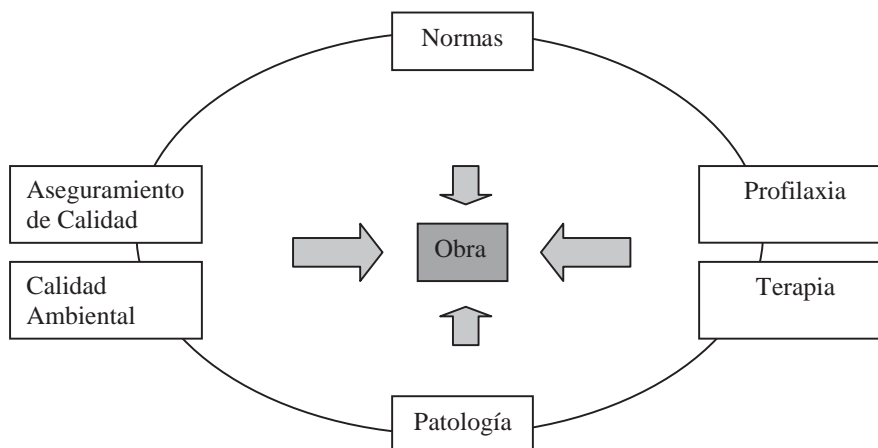 Normas
Aseguramiento
de Calidad
Profilaxia
Obra
Calidad
Ambiental
Terapia
Patología